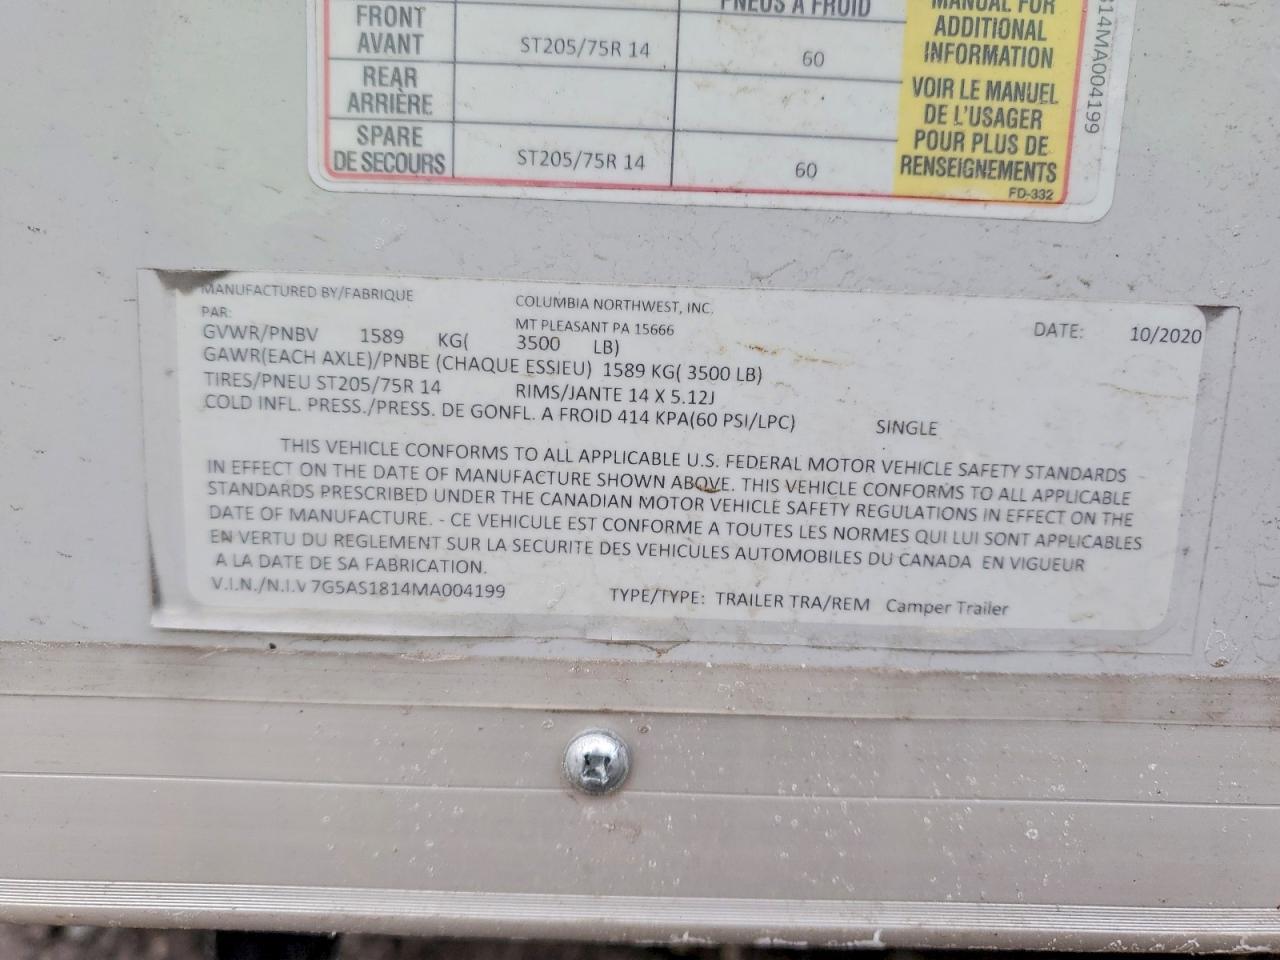 PNEUS À FROID
MANUAL FOR
ADDITIONAL
INFORMATION
VOIR LE MANUEL
DE L'USAGER
POUR PLUS DE
RENSEIGNEMENTS
FD-332
FRONT
AVANT
ST205/75R 14
60
REAR
ARRIÈRE
SPARE
DE SECOURS
ST205/75R 14
60
814MA004199
MANUFACTURED BY/FABRIQUE
PAR:
COLUMBIA NORTHWEST, INC.
MT PLEASANT PA 15666
DATE: 10/2020
GVWR/PNBV 1589 KG( 3500 LB)
GAWR(EACH AXLE)/PNBE (CHAQUE ESSIEU) 1589 KG( 3500 LB)
TIRES/PNEU ST205/75R 14 RIMS/JANTE 14 X 5.12J
COLD INFL. PRESS./PRESS. DE GONFL. A FROID 414 KPA(60 PSI/LPC) SINGLE
THIS VEHICLE CONFORMS TO ALL APPLICABLE U.S. FEDERAL MOTOR VEHICLE SAFETY STANDARDS
IN EFFECT ON THE DATE OF MANUFACTURE SHOWN ABOVE. THIS VEHICLE CONFORMS TO ALL APPLICABLE
STANDARDS PRESCRIBED UNDER THE CANADIAN MOTOR VEHICLE SAFETY REGULATIONS IN EFFECT ON THE
DATE OF MANUFACTURE. - CE VEHICULE EST CONFORME A TOUTES LES NORMES QUI LUI SONT APPLICABLES
EN VERTU DU REGLEMENT SUR LA SECURITE DES VEHICULES AUTOMOBILES DU CANADA EN VIGUEUR
A LA DATE DE SA FABRICATION.
V.I.N./N.I.V 7G5AS1814MA004199 TYPE/TYPE: TRAILER TRA/REM Camper Trailer